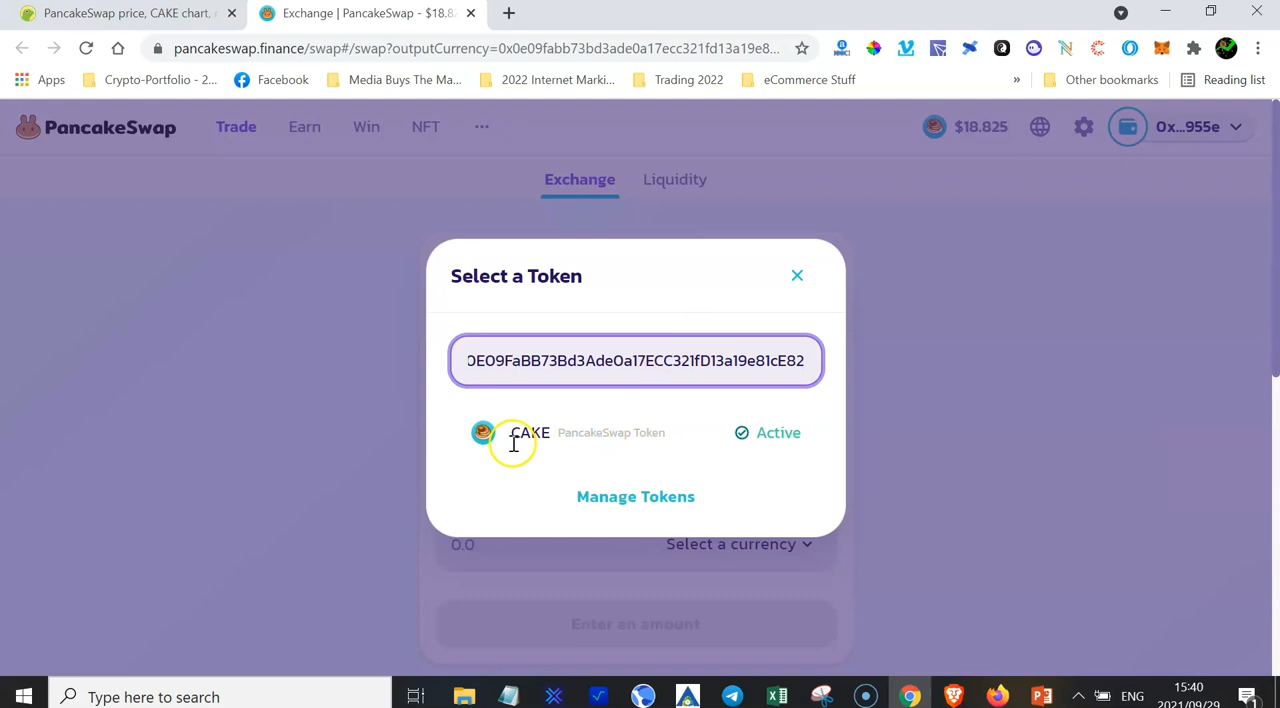 PancakeSwap price, CAKE chart,
Exchange | PancakeSwap - $18.8
pancakeswap.finance/swap#/swap?outputCurrency=0x0e09fabb73bd3ade0a17ecc321fd13a19e8...
Apps
Crypto-Portfolio - 2...
Facebook
Media Buys The Ma...
2022 Internet Marki...
Trading 2022
eCommerce Stuff
»
Other bookmarks
Reading list
PancakeSwap
Trade
Earn
Win
NFT
...
$18.825
0x...955e
Exchange
Liquidity
Select a Token
0E09FaBB73Bd3Ade0a17ECC321fD13a19e81cE82
CAKE PancakeSwap Token
Active
Manage Tokens
0.0
Select a currency
Enter an amount
Type here to search
ENG
15:40
2021/09/29
1